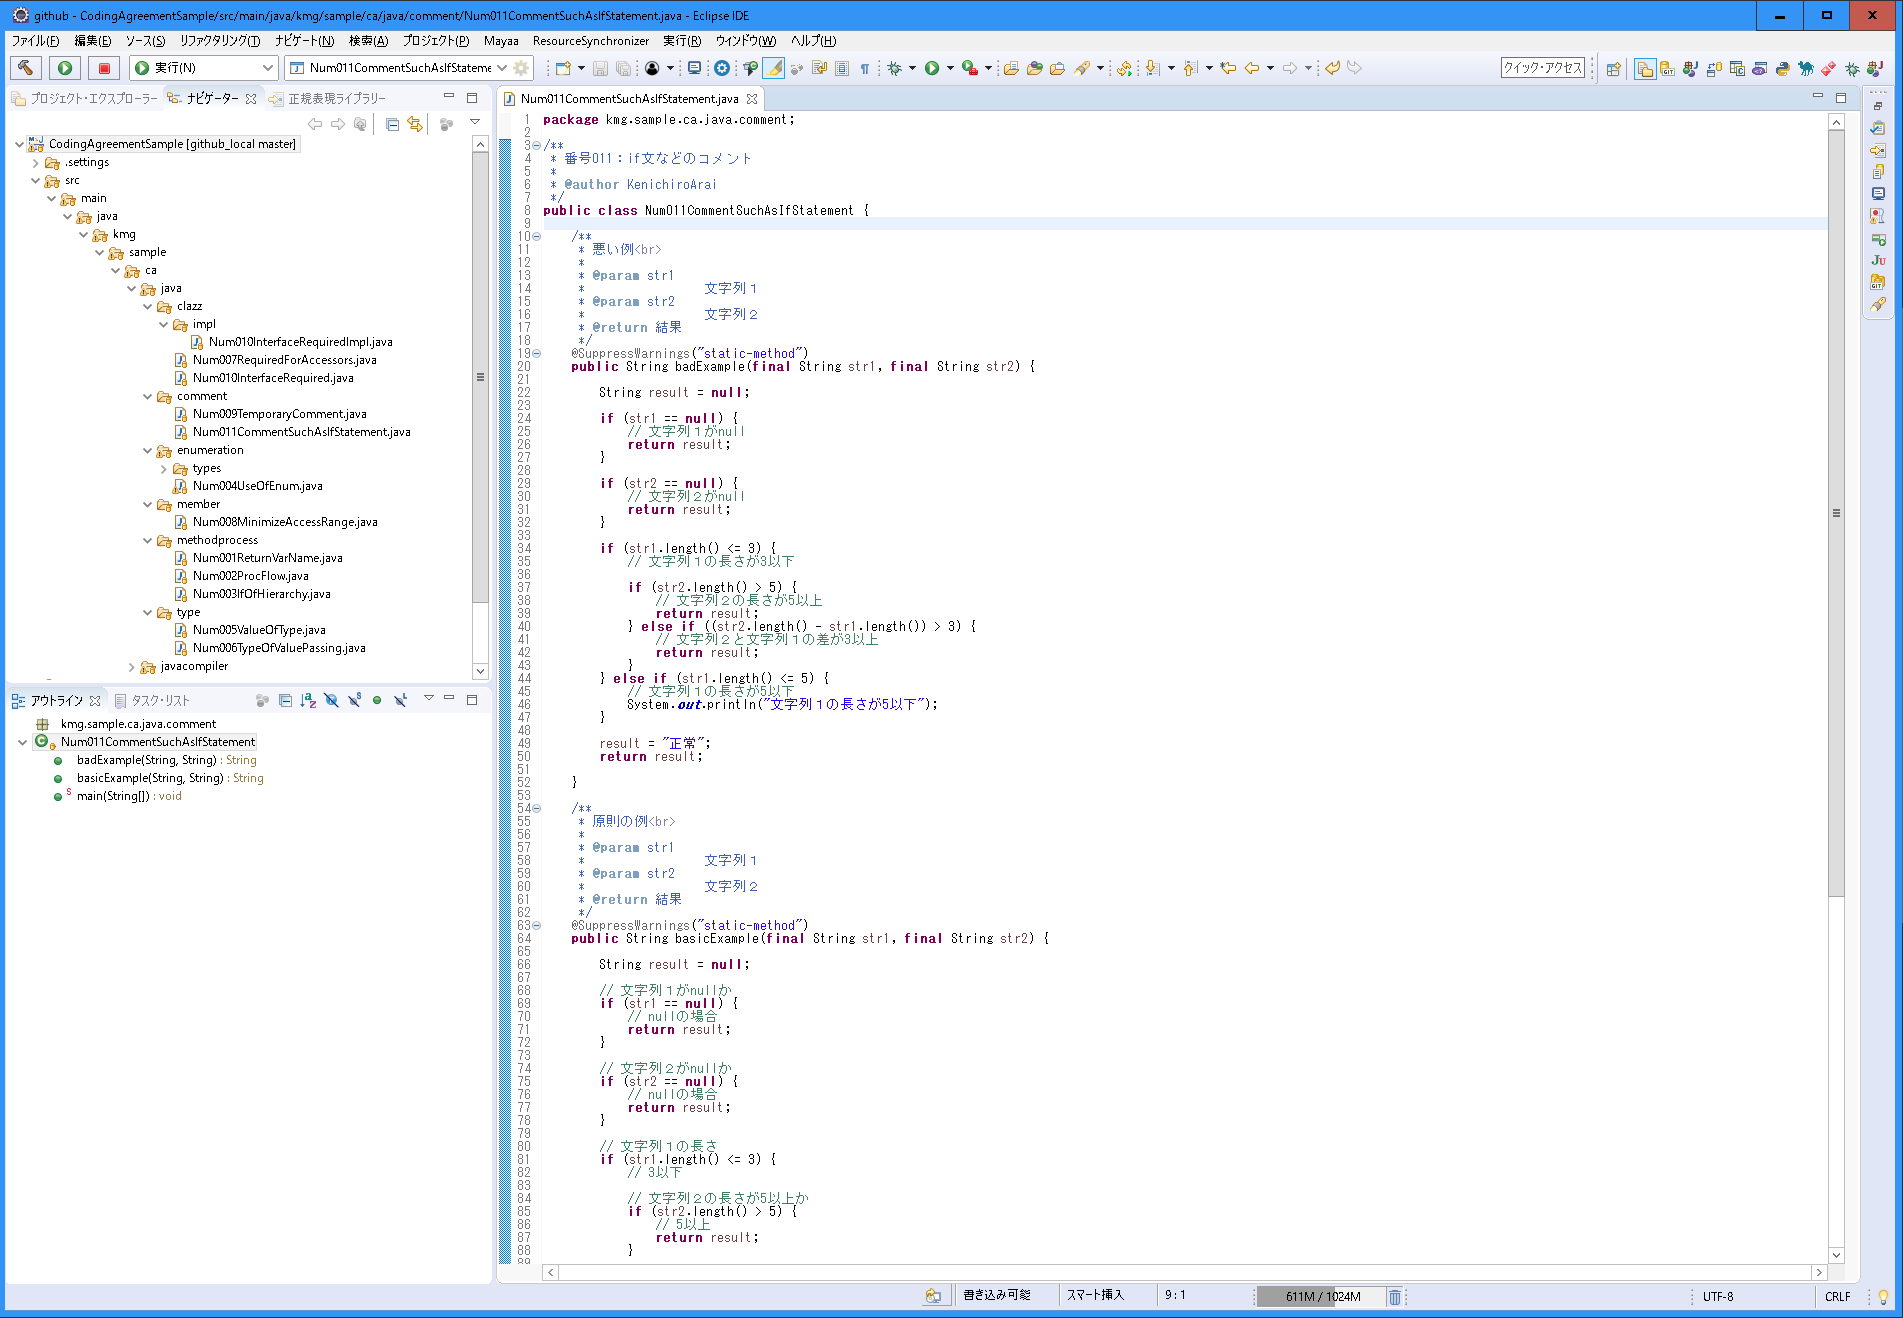 github - CodingAgreementSample/src/main/java/kmg/sample/ca/java/comment/Num011CommentSuchAsIfStatement.java - Eclipse IDE
ファイル(F) 編集(E) ソース(S) リファクタリング(T) ナビゲート(N) 検索(A) プロジェクト(P) Mayaa ResourceSynchronizer 実行(R) ウィンドウ(W) ヘルプ(H)
実行(N) Num011CommentSuchAsIfStateme クイック・アクセス
プロジェクト・エクスプローラー ナビゲーター 正規表現ライブラリー
CodingAgreementSample [github_local master]
.settings
src
main
java
kmg
sample
ca
java
clazz
impl
Num010InterfaceRequiredImpl.java
Num007RequiredForAccessors.java
Num010InterfaceRequired.java
comment
Num009TemporaryComment.java
Num011CommentSuchAsIfStatement.java
enumeration
types
Num004UseOfEnum.java
member
Num008MinimizeAccessRange.java
methodprocess
Num001ReturnVarName.java
Num002ProcFlow.java
Num003IfOfHierarchy.java
type
Num005ValueOfType.java
Num006TypeOfValuePassing.java
javacompiler
アウトライン タスク・リスト
kmg.sample.ca.java.comment
Num011CommentSuchAsIfStatement
badExample(String, String) : String
basicExample(String, String) : String
main(String[]) : void
Num011CommentSuchAsIfStatement.java
1 package kmg.sample.ca.java.comment;
2
3 /**
4 * 番号011：if文などのコメント
5 *
6 * @author KenichiroArai
7 */
8 public class Num011CommentSuchAsIfStatement {
9
10 /**
11 * 悪い例<br>
12 *
13 * @param str1
14 * 文字列１
15 * @param str2
16 * 文字列２
17 * @return 結果
18 */
19 @SuppressWarnings("static-method")
20 public String badExample(final String str1, final String str2) {
21
22 String result = null;
23
24 if (str1 == null) {
25 // 文字列１がnull
26 return result;
27 }
28
29 if (str2 == null) {
30 // 文字列２がnull
31 return result;
32 }
33
34 if (str1.length() <= 3) {
35 // 文字列１の長さが3以下
36
37 if (str2.length() > 5) {
38 // 文字列２の長さが5以上
39 return result;
40 } else if ((str2.length() - str1.length()) > 3) {
41 // 文字列２と文字列１の差が3以上
42 return result;
43 }
44 } else if (str1.length() <= 5) {
45 // 文字列１の長さが5以下
46 System.out.println("文字列１の長さが5以下");
47 }
48
49 result = "正常";
50 return result;
51
52 }
53
54 /**
55 * 原則の例<br>
56 *
57 * @param str1
58 * 文字列１
59 * @param str2
60 * 文字列２
61 * @return 結果
62 */
63 @SuppressWarnings("static-method")
64 public String basicExample(final String str1, final String str2) {
65
66 String result = null;
67
68 // 文字列１がnullか
69 if (str1 == null) {
70 // nullの場合
71 return result;
72 }
73
74 // 文字列２がnullか
75 if (str2 == null) {
76 // nullの場合
77 return result;
78 }
79
80 // 文字列１の長さ
81 if (str1.length() <= 3) {
82 // 3以下
83
84 // 文字列２の長さが5以上か
85 if (str2.length() > 5) {
86 // 5以上
87 return result;
88 }
89
書き込み可能 スマート挿入 9 : 1 611M / 1024M UTF-8 CRLF